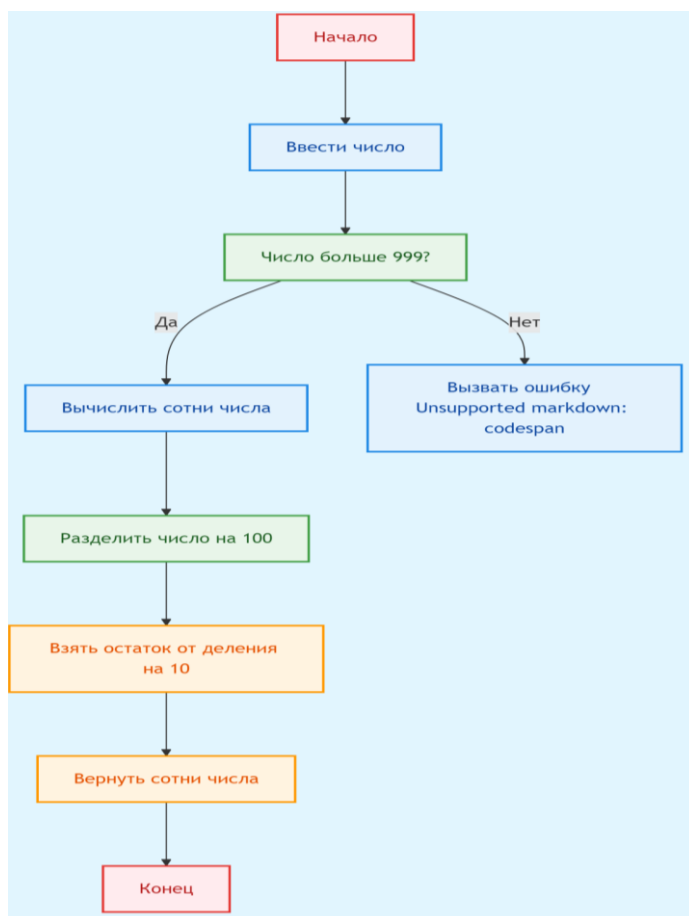 Начало
Ввести число
Число больше 999?
Да
Нет
Вычислить сотни числа
Вызвать ошибку
Unsupported markdown:
codespan
Разделить число на 100
Взять остаток от деления
на 10
Вернуть сотни числа
Конец